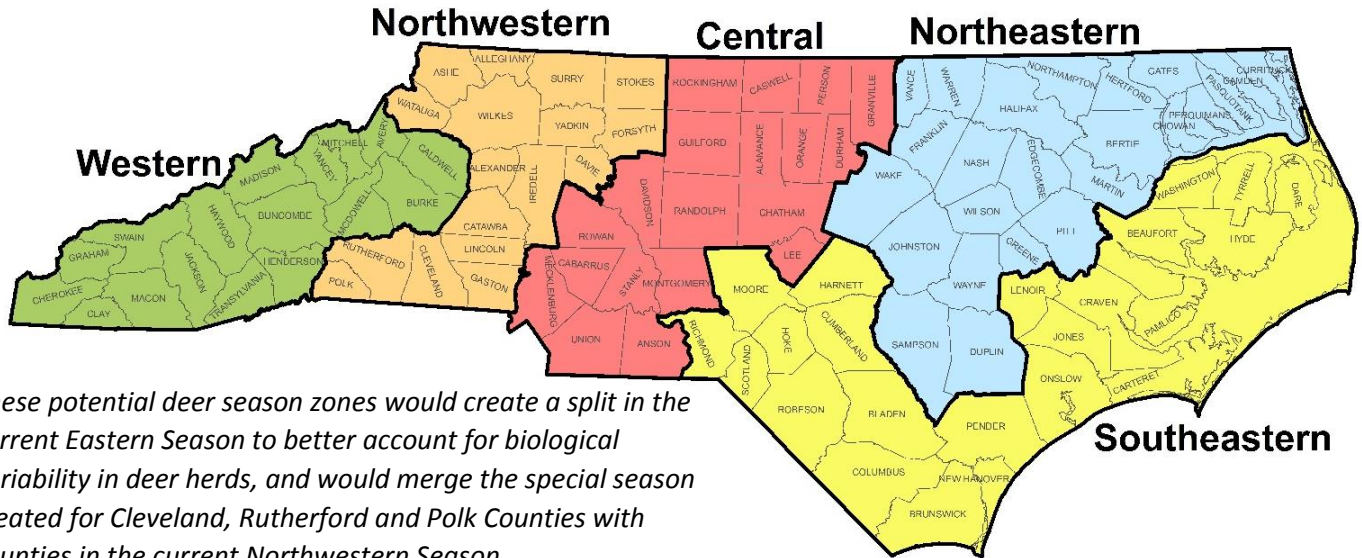 Northwestern
Central
Northeastern
Western
Southeastern
ASHE
ALLEGHANY
SURRY
STOKES
WATAUGA
WILKES
YADKIN
FORSYTH
ALEXANDER
IREDELL
DAVIE
CATAWBA
LINCOLN
GASTON
CLEVELAND
RUTHERFORD
POLK
AVERY
MITCHELL
YANCEY
CALDWELL
MADISON
BURKE
MCDOWELL
BUNCOMBE
HAYWOOD
SWAIN
GRAHAM
HENDERSON
JACKSON
TRANSYLVANIA
CHEROKEE
MACON
CLAY
ROCKINGHAM
CASWELL
PERSON
GRANVILLE
GUILFORD
ALAMANCE
ORANGE
DURHAM
DAVIDSON
RANDOLPH
CHATHAM
ROWAN
LEE
CABARRUS
STANLY
MONTGOMERY
MECKLENBURG
UNION
ANSON
VANCE
WARREN
NORTHAMPTON
HERTFORD
GATES
CURRITUCK
CAMDEN
PASQUOTANK
PERQUIMANS
CHOWAN
HALIFAX
FRANKLIN
BERTIE
NASH
EDGECOMBE
MARTIN
WAKE
WILSON
PITT
GREENE
JOHNSTON
WAYNE
SAMPSON
DUPLIN
WASHINGTON
TYRRELL
DARE
BEAUFORT
HYDE
LENOIR
CRAVEN
PAMLICO
JONES
CARTERET
ONSLOW
MOORE
HARNETT
RICHMOND
SCOTLAND
HOKE
CUMBERLAND
ROBESON
BLADEN
PENDER
COLUMBUS
NEW HANOVER
BRUNSWICK
hese potential deer season zones would create a split in the
urrent Eastern Season to better account for biological
ariability in deer herds, and would merge the special season
eated for Cleveland, Rutherford and Polk Counties with
ounties in the current Northwestern Season